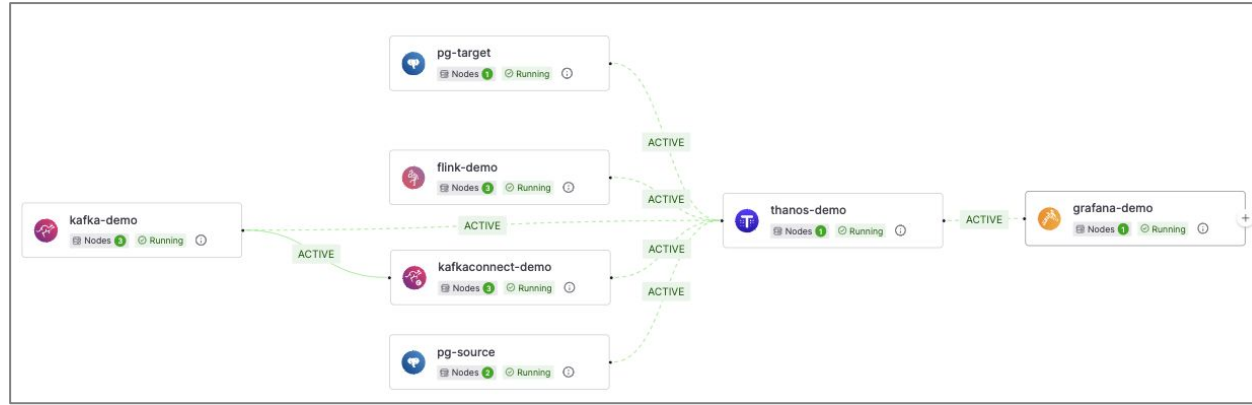 pg-target
Nodes 1 Running
ACTIVE
flink-demo
Nodes 3 Running
ACTIVE
kafka-demo
Nodes 3 Running
ACTIVE
ACTIVE
thanos-demo
Nodes 1 Running
ACTIVE
grafana-demo
Nodes 1 Running
kafkaconnect-demo
Nodes 3 Running
ACTIVE
ACTIVE
pg-source
Nodes 2 Running